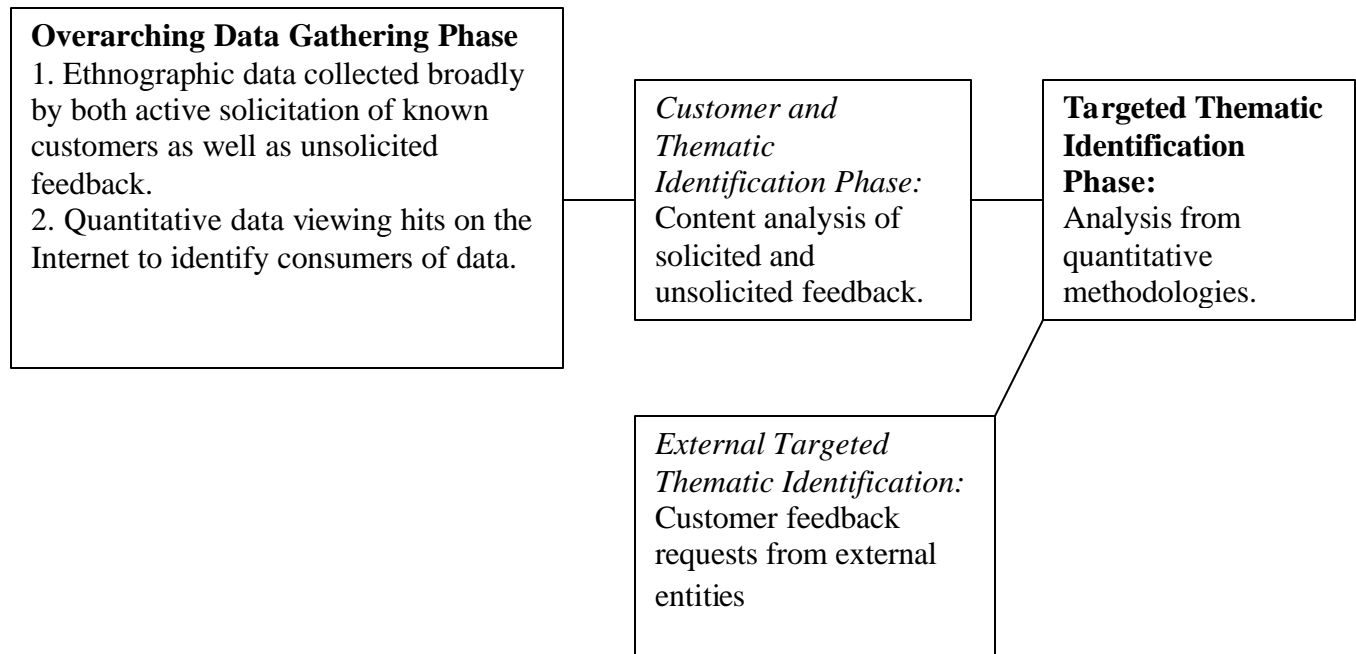 Overarching Data Gathering Phase
1. Ethnographic data collected broadly
by both active solicitation of known
customers as well as unsolicited
feedback.
2. Quantitative data viewing hits on the
Internet to identify consumers of data.
Customer and
Thematic
Identification Phase:
Content analysis of
solicited and
unsolicited feedback.
Targeted Thematic
Identification
Phase:
Analysis from
quantitative
methodologies.
External Targeted
Thematic Identification:
Customer feedback
requests from external
entities